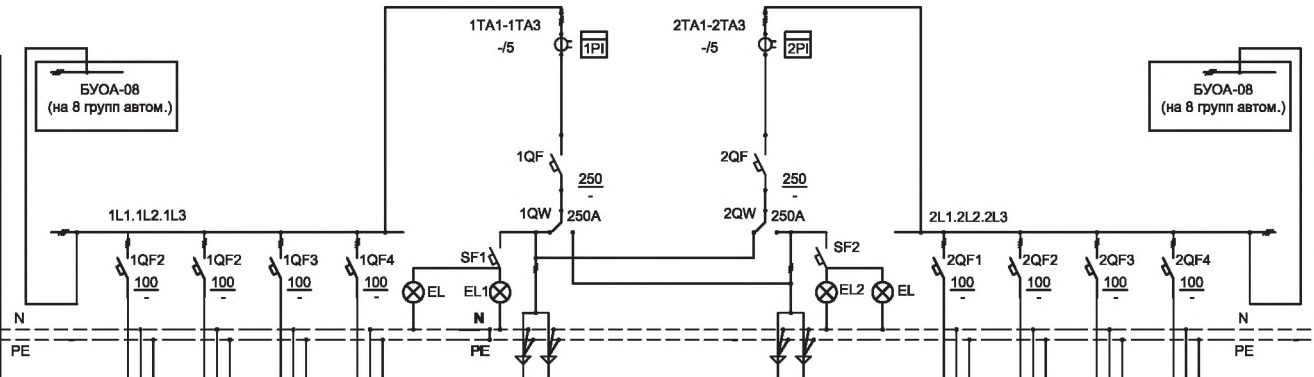 1TA1-1TA3
-/5
1PI
2TA1-2TA3
-/5
2PI
БУОА-08
(на 8 групп автом.)
БУОА-08
(на 8 групп автом.)
1QF
250
-
2QF
250
-
1QW
250A
2QW
250A
1L1.1L2.1L3
2L1.2L2.2L3
SF1
SF2
1QF2
100
-
1QF2
100
-
1QF3
100
-
1QF4
100
-
EL
EL1
EL2
EL
2QF1
100
-
2QF2
100
-
2QF3
100
-
2QF4
100
-
N
N
N
PE
PE
PE